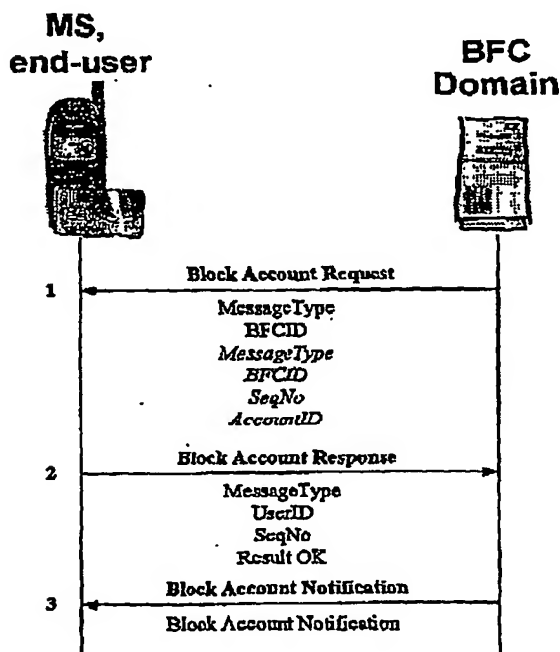 MS,
end-user
BFC
Domain
Block Account Request
1
MessageType
BFCID
MessageType
BFCID
SeqNo
AccountID
Block Account Response
2
MessageType
UserID
SeqNo
Result OK
Block Account Notification
3
Block Account Notification